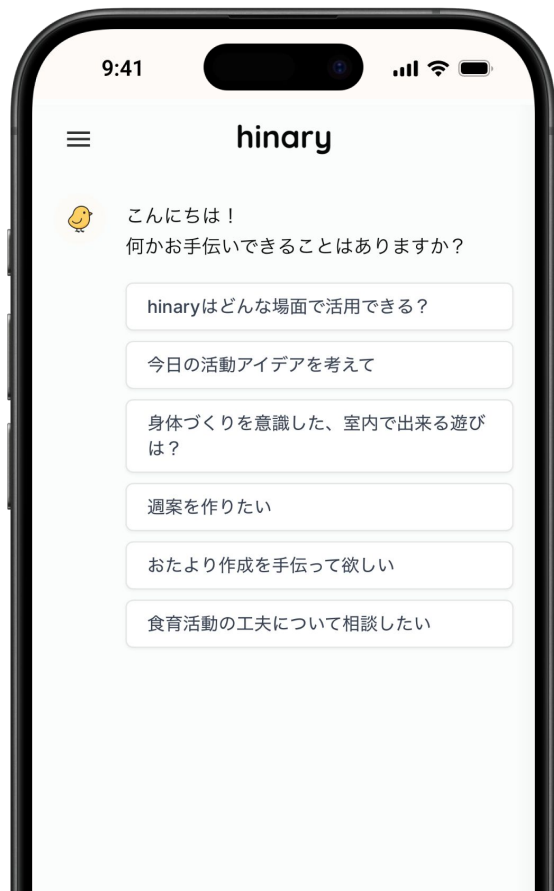 9:41
hinary
こんにちは！
何かお手伝いできることはありますか？
hinaryはどんな場面で活用できる？
今日の活動アイデアを考えて
身体づくりを意識した、室内で出来る遊び
は？
週案を作りたい
おたより作成を手伝って欲しい
食育活動の工夫について相談したい